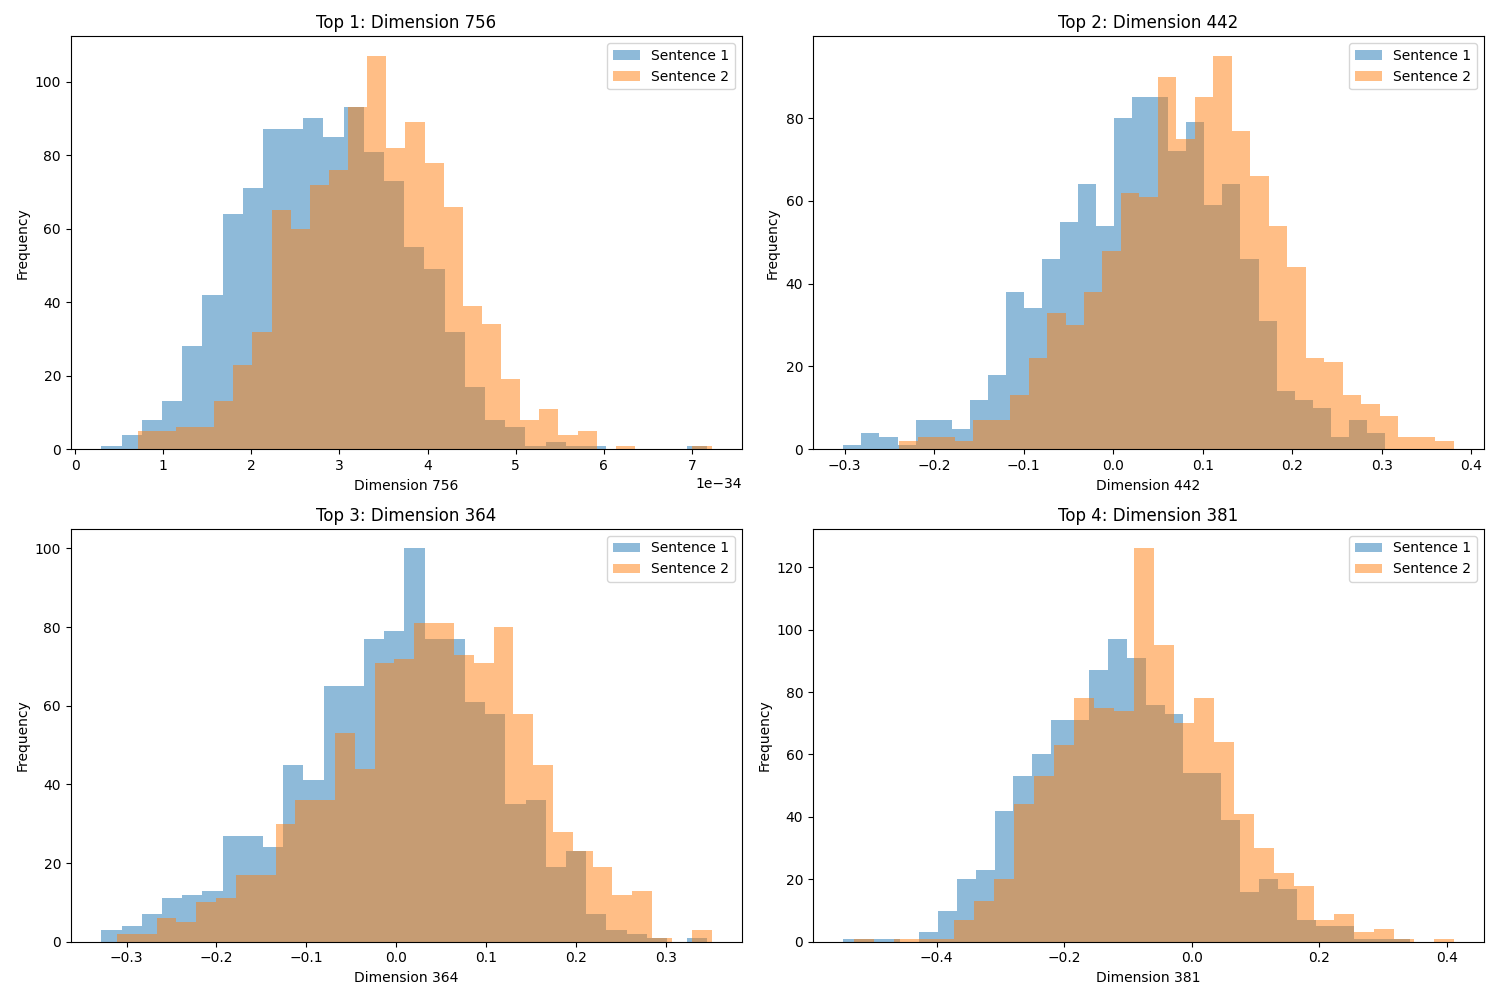 Top 1: Dimension 756
Sentence 1
Sentence 2
Frequency
100
80
60
40
20
0
0 1 2 3 4 5 6 7
1e−34
Dimension 756
Top 2: Dimension 442
Sentence 1
Sentence 2
Frequency
80
60
40
20
0
−0.3 −0.2 −0.1 0.0 0.1 0.2 0.3 0.4
Dimension 442
Top 3: Dimension 364
Sentence 1
Sentence 2
Frequency
100
80
60
40
20
0
−0.3 −0.2 −0.1 0.0 0.1 0.2 0.3
Dimension 364
Top 4: Dimension 381
Sentence 1
Sentence 2
Frequency
120
100
80
60
40
20
0
−0.4 −0.2 0.0 0.2 0.4
Dimension 381